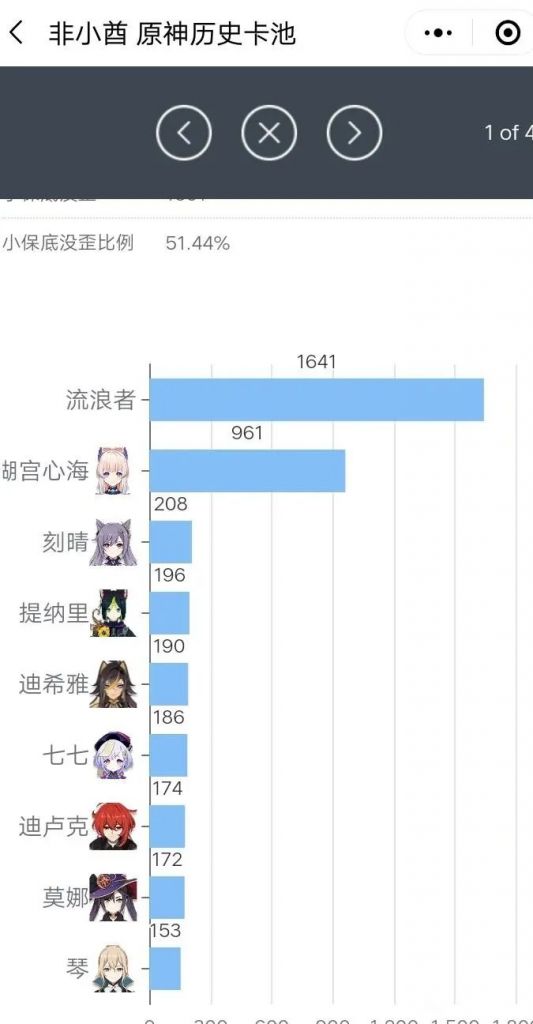 非小酋 原神历史卡池
1 of 4
小保底没歪比例 51.44%
1641
流浪者
961
湖宫心海
208
刻晴
196
提纳里
190
迪希雅
186
七七
174
迪卢克
172
莫娜
153
琴